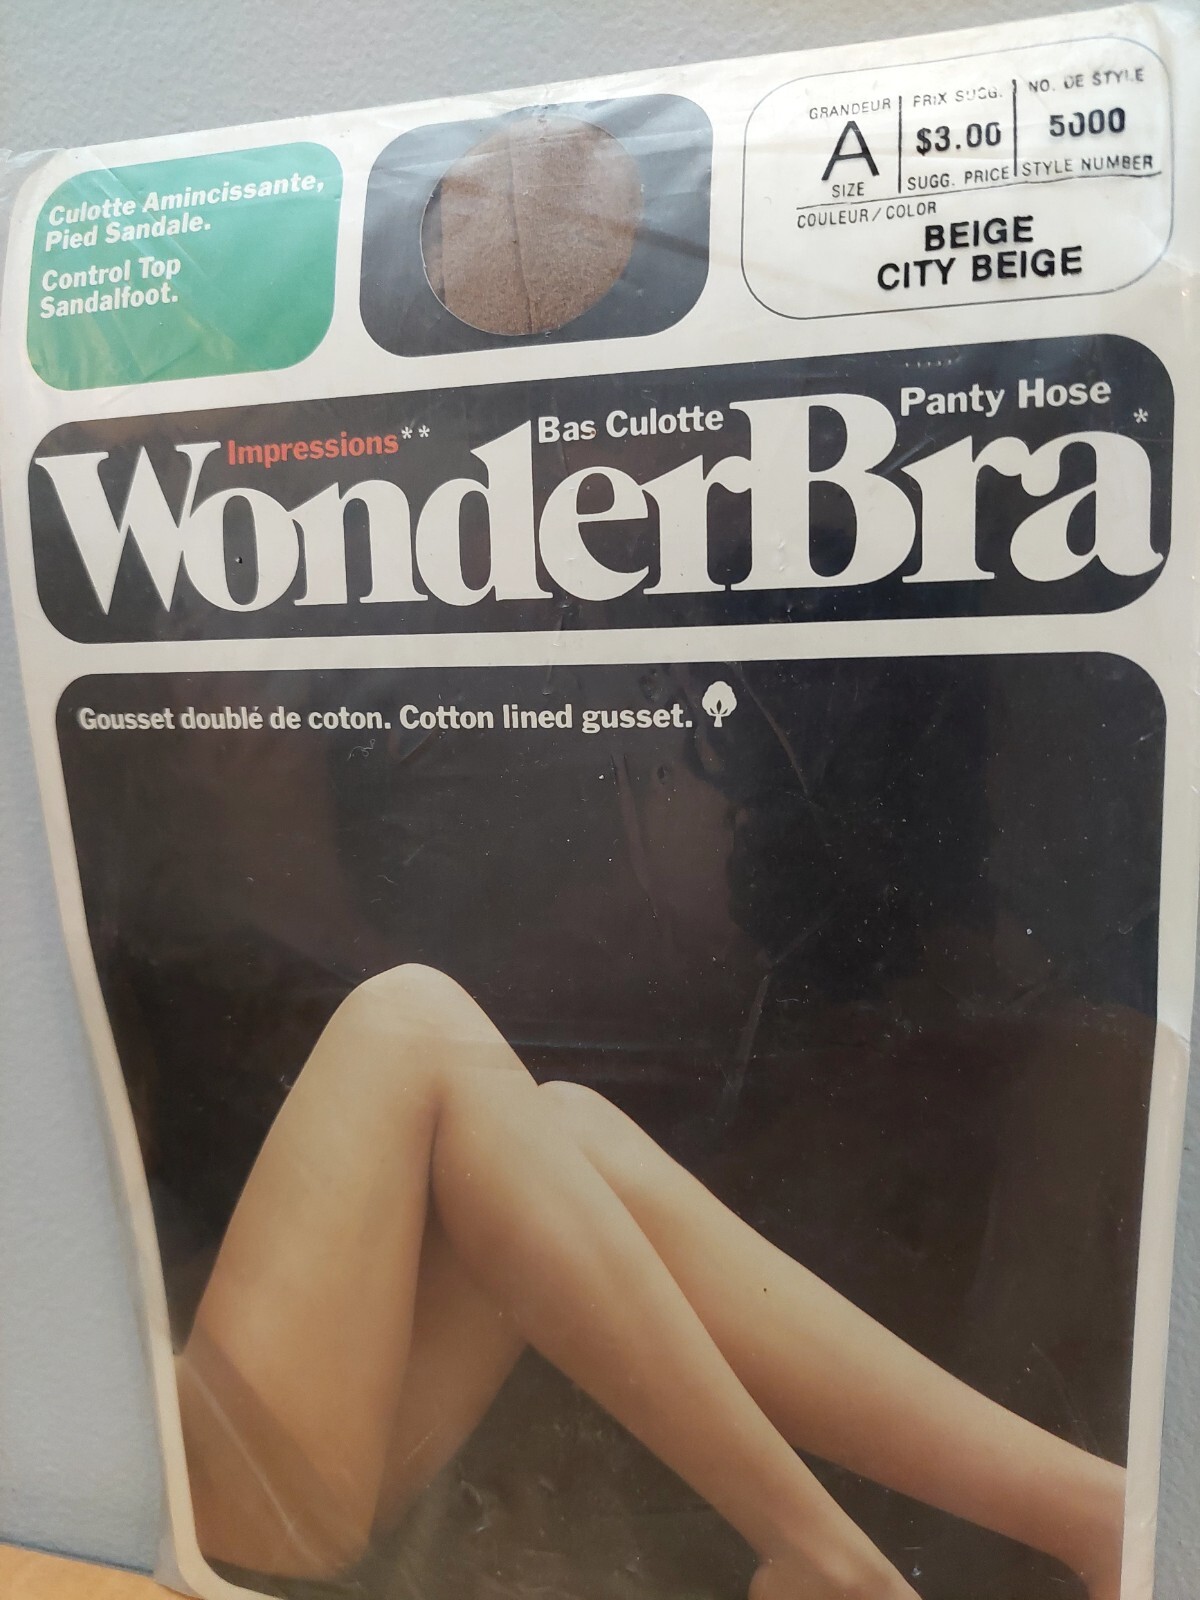 Culotte Amincissante,
Pied Sandale.
Control Top
Sandalfoot.
GRANDEUR
A
SIZE
PRIX SUGG.
$3.00
SUGG. PRICE
NO. DE STYLE
5000
STYLE NUMBER
COULEUR/COLOR
BEIGE
CITY BEIGE
Impressions**
Bas Culotte
Panty Hose
WonderBra*
Gousset doublé de coton. Cotton lined gusset.